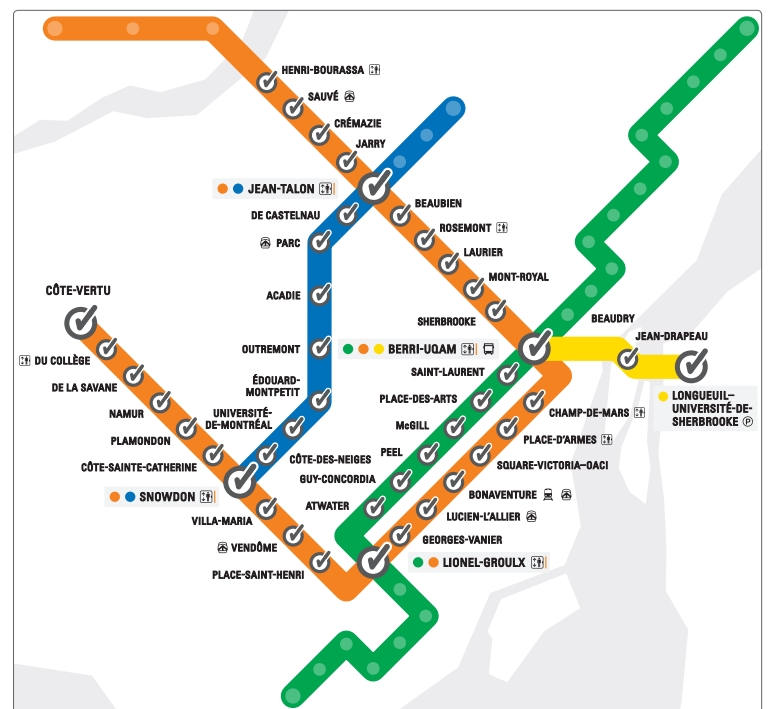 HENRI-BOURASSA
SAUVÉ
CRÉMAZIE
JARRY
JEAN-TALON
DE CASTELNAU
BEAUBIEN
ROSEMONT
PARC
LAURIER
MONT-ROYAL
CÔTE-VERTU
ACADIE
SHERBROOKE
BEAUDRY
JEAN-DRAPEAU
DU COLLÈGE
OUTREMONT
BERRI-UQAM
SAINT-LAURENT
DE LA SAVANE
ÉDOUARD-
MONTPETIT
PLACE-DES-ARTS
LONGUEUIL–
UNIVERSITÉ-DE-
SHERBROOKE P
NAMUR
UNIVERSITÉ-
DE-MONTRÉAL
CHAMP-DE-MARS
McGILL
PLAMONDON
PLACE-D'ARMES
PEEL
CÔTE-DES-NEIGES
SQUARE-VICTORIA–OACI
CÔTE-SAINTE-CATHERINE
GUY-CONCORDIA
SNOWDON
BONAVENTURE
ATWATER
VILLA-MARIA
LUCIEN-L'ALLIER
VENDÔME
GEORGES-VANIER
LIONEL-GROULX
PLACE-SAINT-HENRI